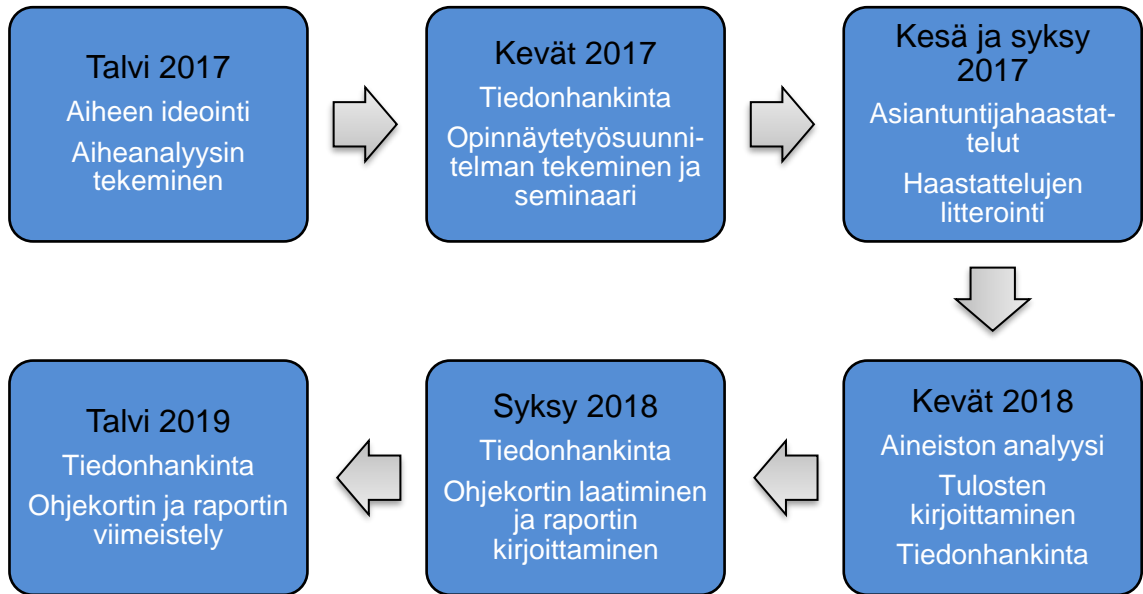 Talvi 2017
Aiheen ideointi
Aiheanalyysin
tekeminen
Kevät 2017
Tiedonhankinta
Opinnäytetyösuunni-
telman tekeminen ja
seminaari
Kesä ja syksy
2017
Asiantuntijahaastat-
telut
Haastattelujen
litterointi
Kevät 2018
Aineiston analyysi
Tulosten
kirjoittaminen
Tiedonhankinta
Syksy 2018
Tiedonhankinta
Ohjekortin laatiminen
ja raportin
kirjoittaminen
Talvi 2019
Tiedonhankinta
Ohjekortin ja raportin
viimeistely